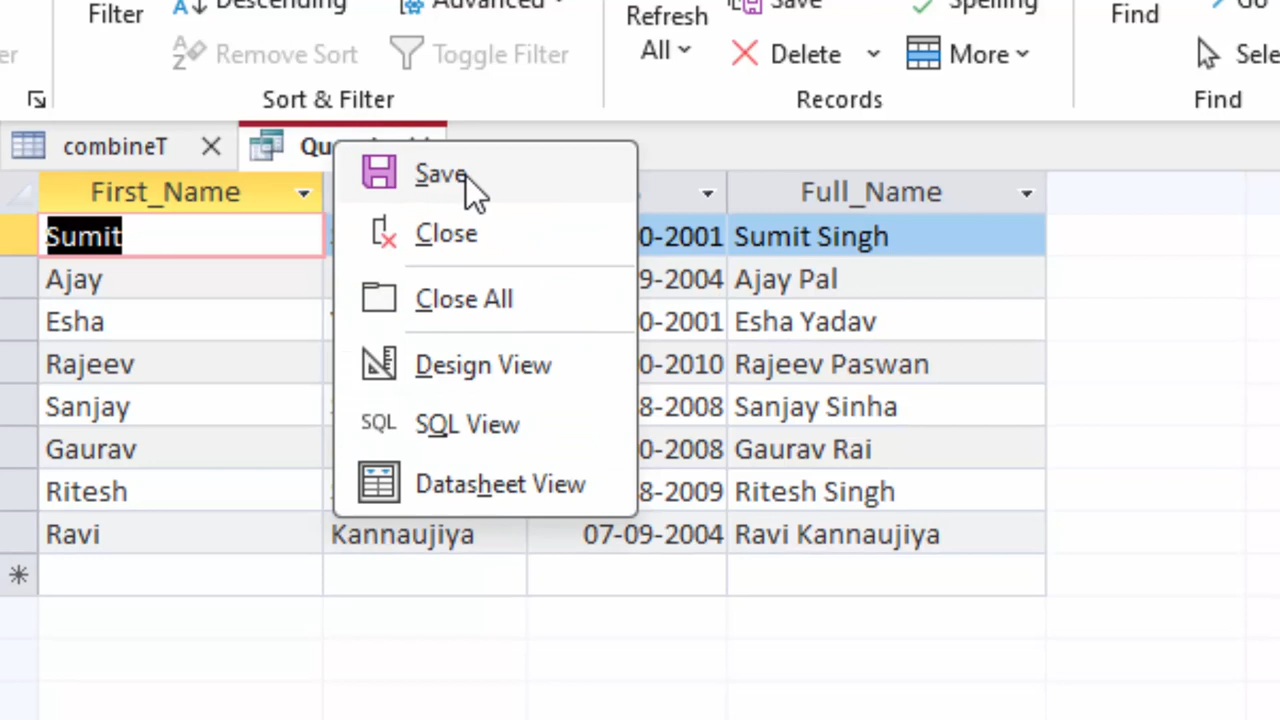 Filter
Descending
Advanced
Remove Sort
Toggle Filter
Sort & Filter
Refresh
All
Save
Delete
Spelling
More
Records
Find
Go
Find
combineT
First_Name Full_Name
Sumit 0-2001 Sumit Singh
Ajay 9-2004 Ajay Pal
Esha 0-2001 Esha Yadav
Rajeev 0-2010 Rajeev Paswan
Sanjay 8-2008 Sanjay Sinha
Gaurav 0-2008 Gaurav Rai
Ritesh 8-2009 Ritesh Singh
Ravi Kannaujiya 07-09-2004 Ravi Kannaujiya
Save
Close
Close All
Design View
SQL SQL View
Datasheet View